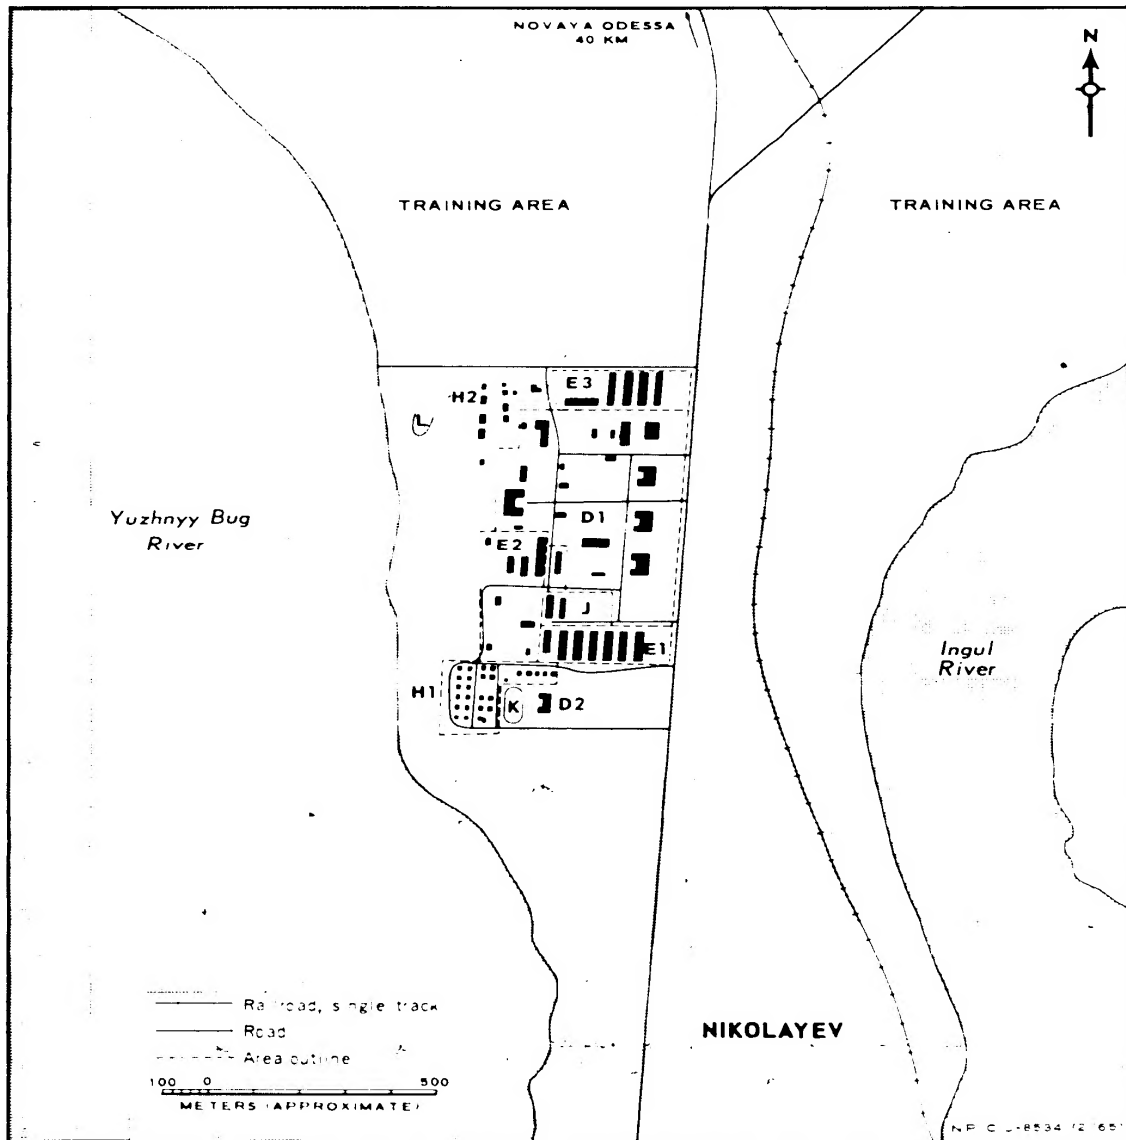 NOVAYA ODESSA
40 KM
N
TRAINING AREA
TRAINING AREA
E3
H2
L
D1
E2
J
E1
H1
K
D2
Yuzhnyy Bug
River
Ingul
River
NIKOLAYEV
Railroad, single track
Road
Area outline
100 0 500
METERS (APPROXIMATE)